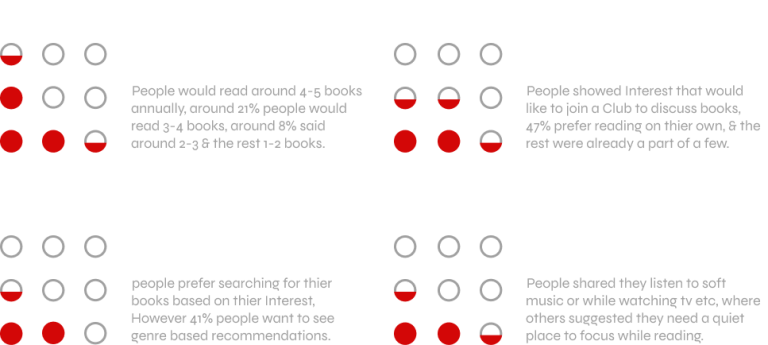 People would read around 4-5 books
annually, around 21% people would
read 3-4 books, around 8% said
around 2-3 & the rest 1-2 books.
People showed Interest that would
like to join a Club to discuss books,
47% prefer reading on thier own, & the
rest were already a part of a few.
people prefer searching for thier
books based on thier Interest,
However 41% people want to see
genre based recommendations.
People shared they listen to soft
music or while watching tv etc, where
others suggested they need a quiet
place to focus while reading.